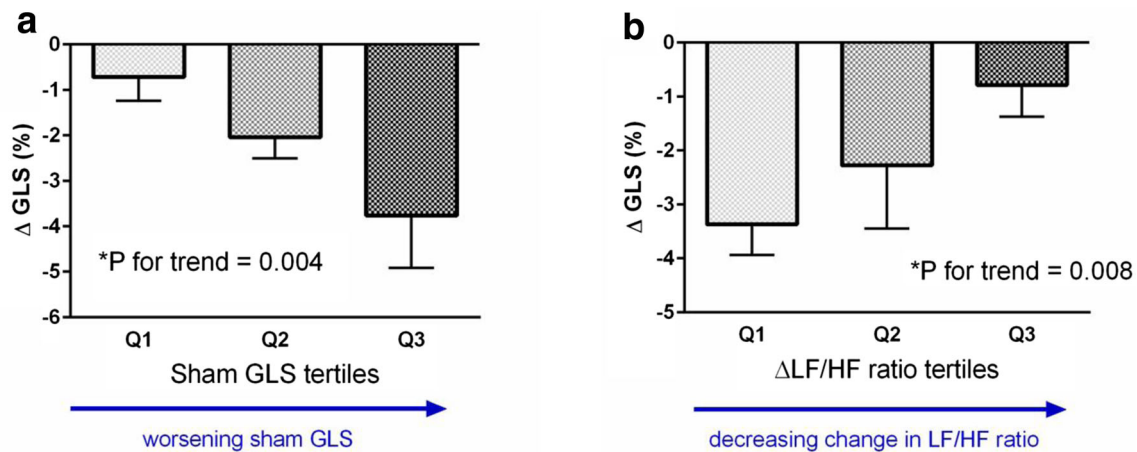 a
Δ GLS (%)
0
-1
-2
-3
-4
-5
-6
*P for trend = 0.004
Q1 Q2 Q3
Sham GLS tertiles
worsening sham GLS
b
Δ GLS (%)
0
-1
-2
-3
-4
-5
*P for trend = 0.008
Q1 Q2 Q3
ΔLF/HF ratio tertiles
decreasing change in LF/HF ratio